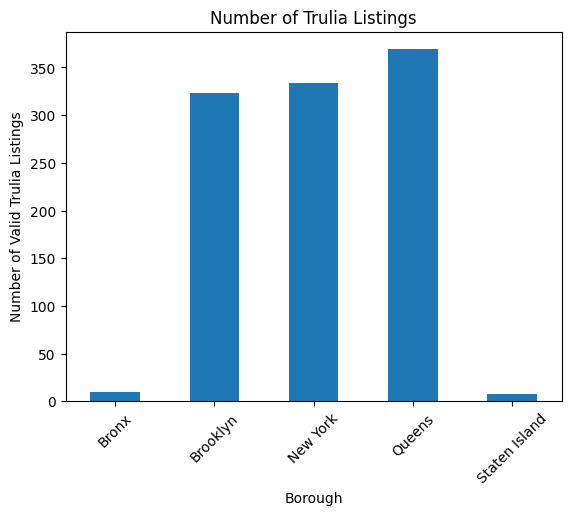 Number of Trulia Listings
Number of Valid Trulia Listings
350
300
250
200
150
100
50
0
Bronx
Brooklyn
New York
Queens
Staten Island
Borough